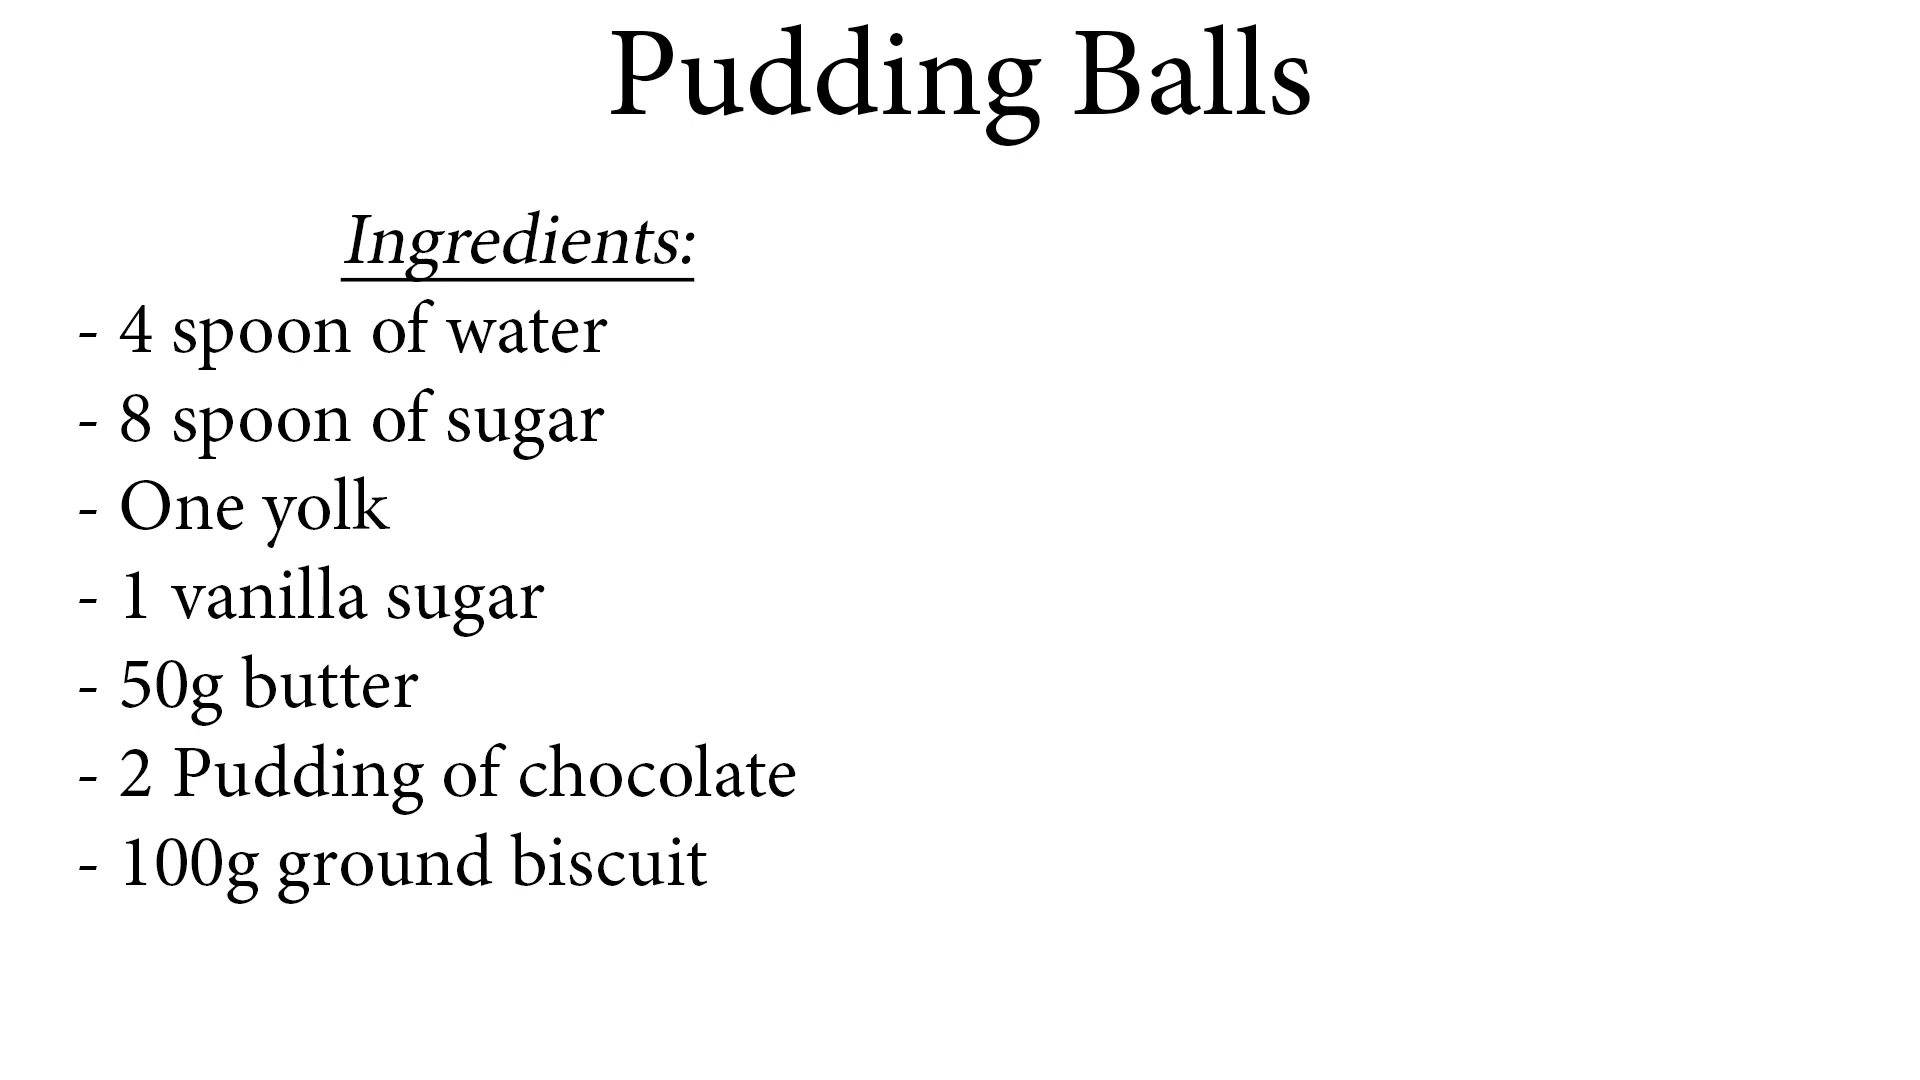 Pudding Balls
Ingredients:
- 4 spoon of water
- 8 spoon of sugar
- One yolk
- 1 vanilla sugar
- 50g butter
- 2 Pudding of chocolate
- 100g ground biscuit